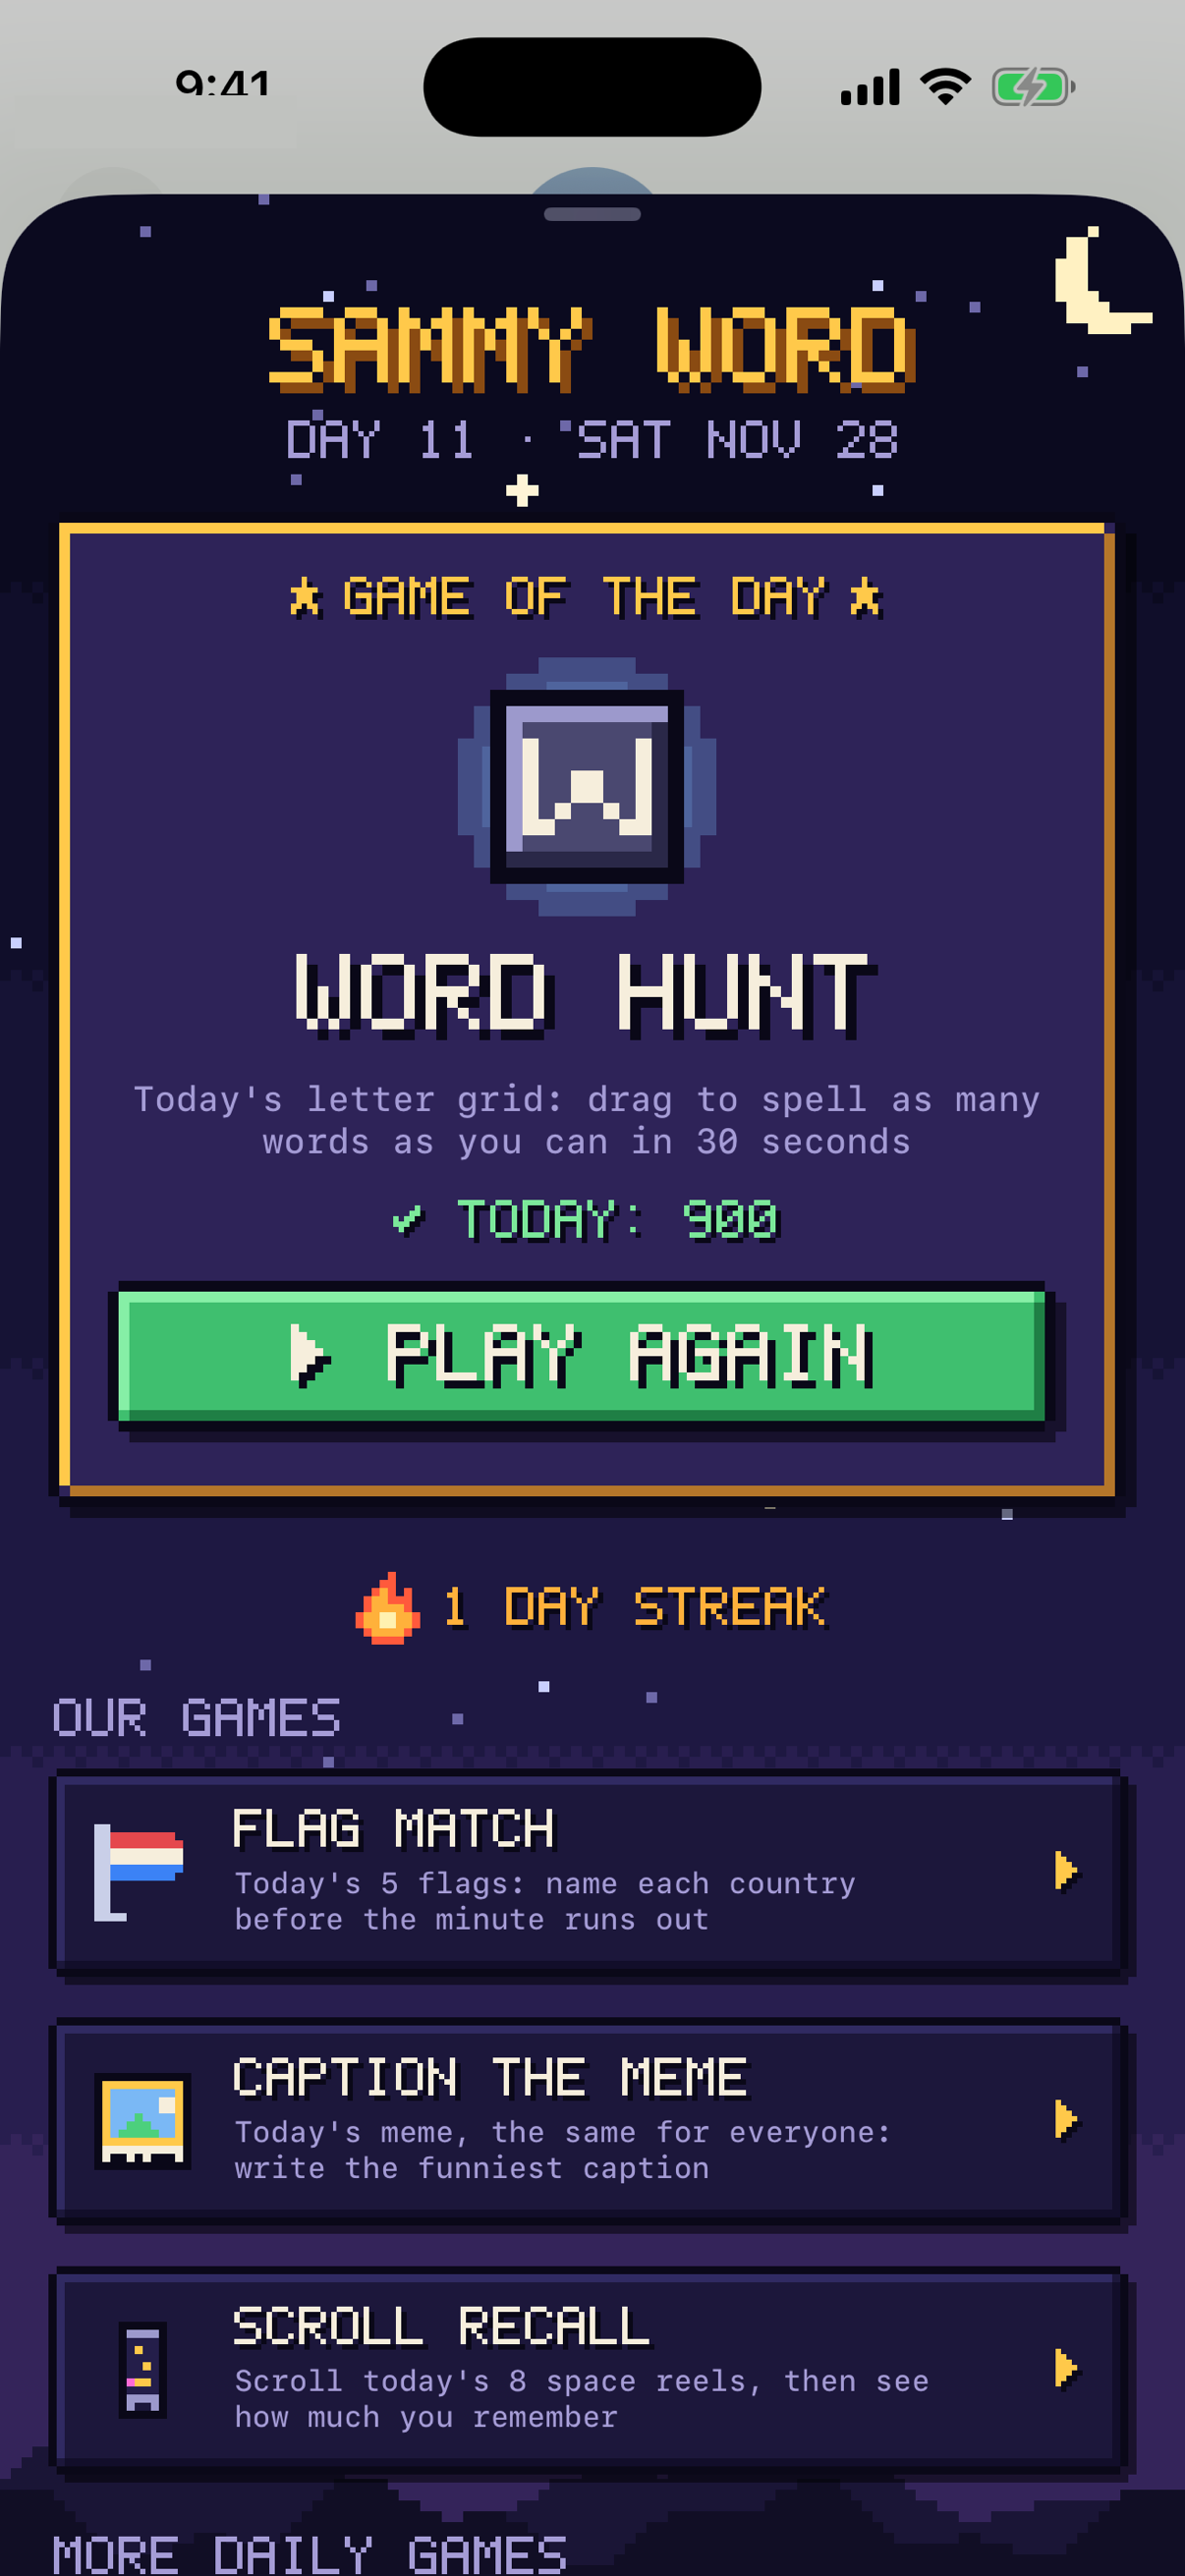 9:41
SAMMY WORD
DAY 11 · SAT NOV 28
GAME OF THE DAY
W
WORD HUNT
Today's letter grid: drag to spell as many
words as you can in 30 seconds
✓ TODAY: 900
PLAY AGAIN
1 DAY STREAK
OUR GAMES
FLAG MATCH
Today's 5 flags: name each country
before the minute runs out
CAPTION THE MEME
Today's meme, the same for everyone:
write the funniest caption
SCROLL RECALL
Scroll today's 8 space reels, then see
how much you remember
MORE DAILY GAMES